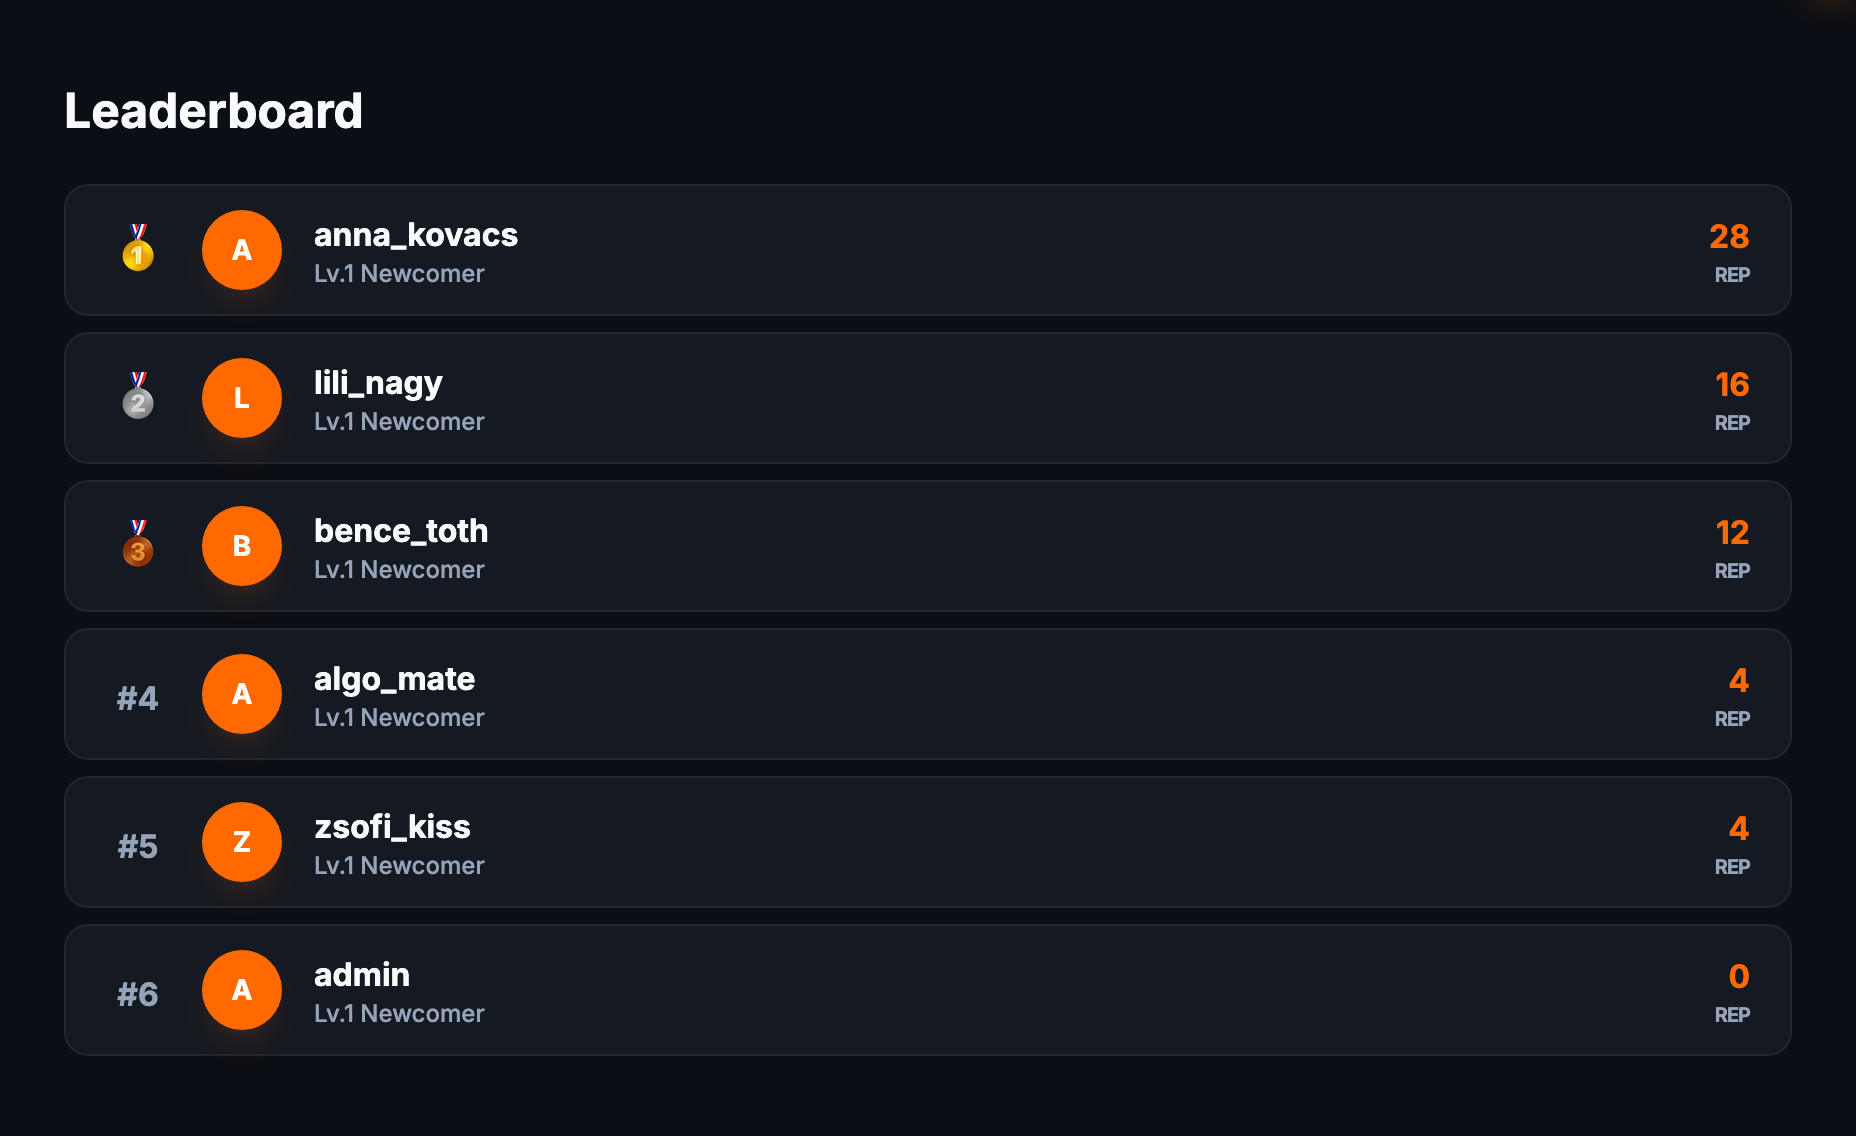 Leaderboard
1
A
anna_kovacs
Lv.1 Newcomer
28
REP
2
L
lili_nagy
Lv.1 Newcomer
16
REP
3
B
bence_toth
Lv.1 Newcomer
12
REP
#4
A
algo_mate
Lv.1 Newcomer
4
REP
#5
Z
zsofi_kiss
Lv.1 Newcomer
4
REP
#6
A
admin
Lv.1 Newcomer
0
REP